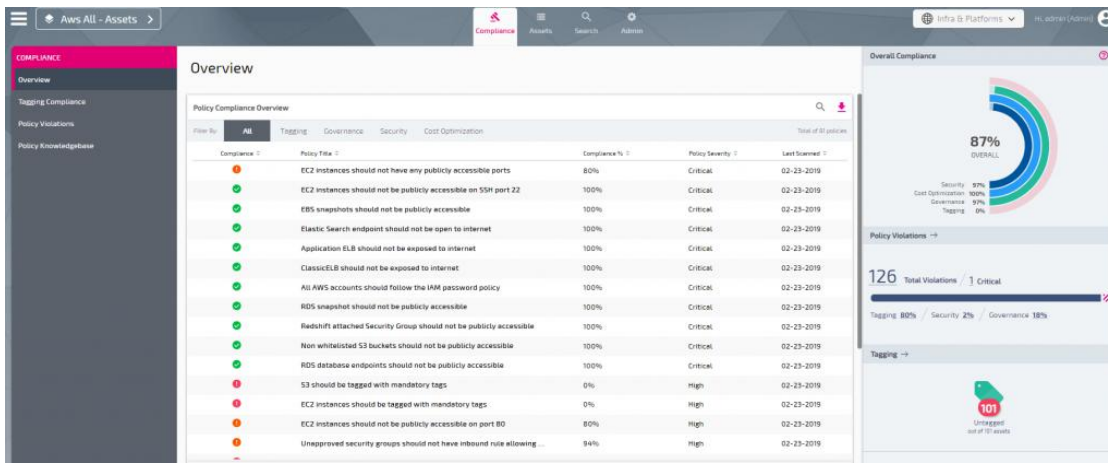 Aws All - Assets
Compliance
Assets
Search
Admin
Infra & Platforms
Hi, admin (Admin)
COMPLIANCE
Overview
Tagging Compliance
Policy Violations
Policy Knowledgebase
Overview
Policy Compliance Overview
Filter By All Tagging Governance Security Cost Optimization Total of 81 policies
Compliance Policy Title Compliance % Policy Severity Last Scanned
EC2 instances should not have any publicly accessible ports 80% Critical 02-23-2019
EC2 instances should not be publicly accessible on SSH port 22 100% Critical 02-23-2019
EBS snapshots should not be publicly accessible 100% Critical 02-23-2019
Elastic Search endpoint should not be open to internet 100% Critical 02-23-2019
Application ELB should not be exposed to internet 100% Critical 02-23-2019
ClassicELB should not be exposed to internet 100% Critical 02-23-2019
All AWS accounts should follow the IAM password policy 100% Critical 02-23-2019
RDS snapshot should not be publicly accessible 100% Critical 02-23-2019
Redshift attached Security Group should not be publicly accessible 100% Critical 02-23-2019
Non whitelisted S3 buckets should not be publicly accessible 100% Critical 02-23-2019
RDS database endpoints should not be publicly accessible 100% Critical 02-23-2019
S3 should be tagged with mandatory tags 0% High 02-23-2019
EC2 instances should be tagged with mandatory tags 0% High 02-23-2019
EC2 instances should not be publicly accessible on port 80 80% High 02-23-2019
Unapproved security groups should not have inbound rule allowing ... 94% High 02-23-2019
Overall Compliance
87%
OVERALL
Security 97%
Cost Optimization 100%
Governance 97%
Tagging 0%
Policy Violations →
126 Total Violations / 1 Critical
Tagging 80% / Security 2% / Governance 18%
Tagging →
101
Untagged
out of 101 assets